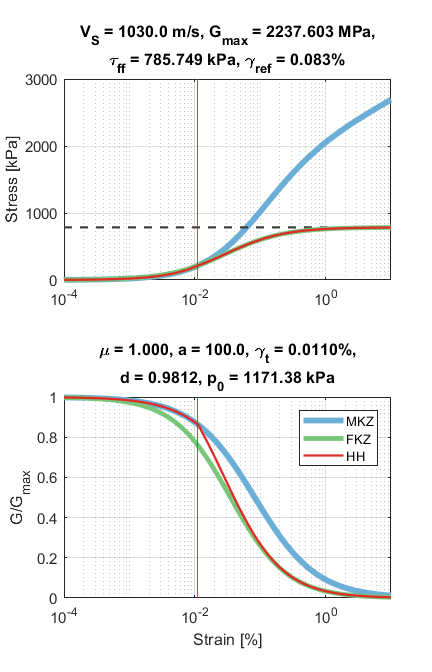 V_S = 1030.0 m/s, G_max = 2237.603 MPa,
τ_ff = 785.749 kPa, γ_ref = 0.083%
3000
2000
1000
0
Stress [kPa]
10^-4
10^-2
10^0
μ = 1.000, a = 100.0, γ_t = 0.0110%,
d = 0.9812, p_0 = 1171.38 kPa
1
0.8
0.6
0.4
0.2
0
G/G_max
MKZ
FKZ
HH
10^-4
10^-2
10^0
Strain [%]